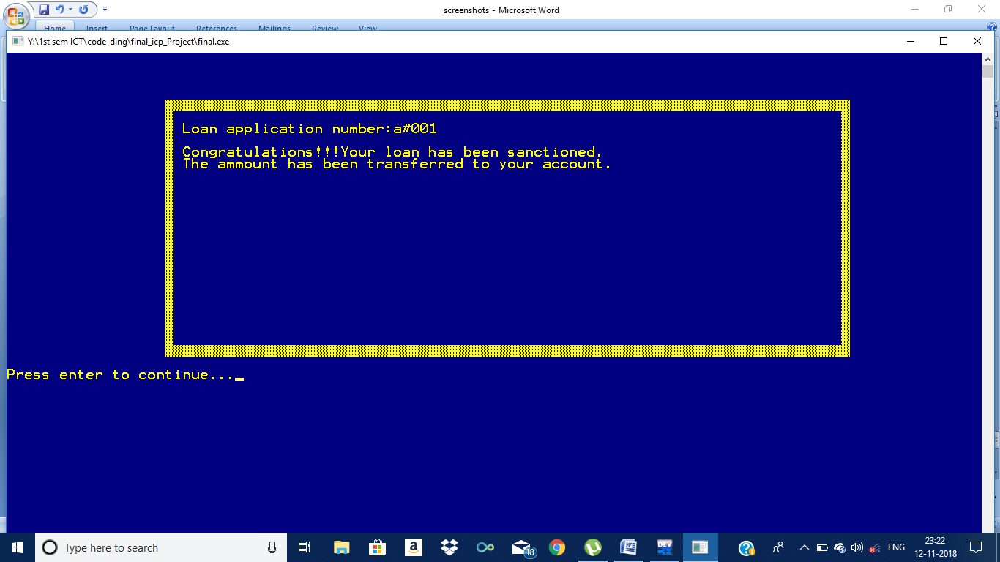 screenshots - Microsoft Word
Home Insert Page Layout References Mailings Review View
Y:\1st sem ICT\code-ding\final_icp_Project\final.exe
Loan application number:a#001
Congratulations!!!Your loan has been sanctioned.
The ammount has been transferred to your account.
Press enter to continue..._
Type here to search
a
18
W
DEV
?
ENG
23:22
12-11-2018